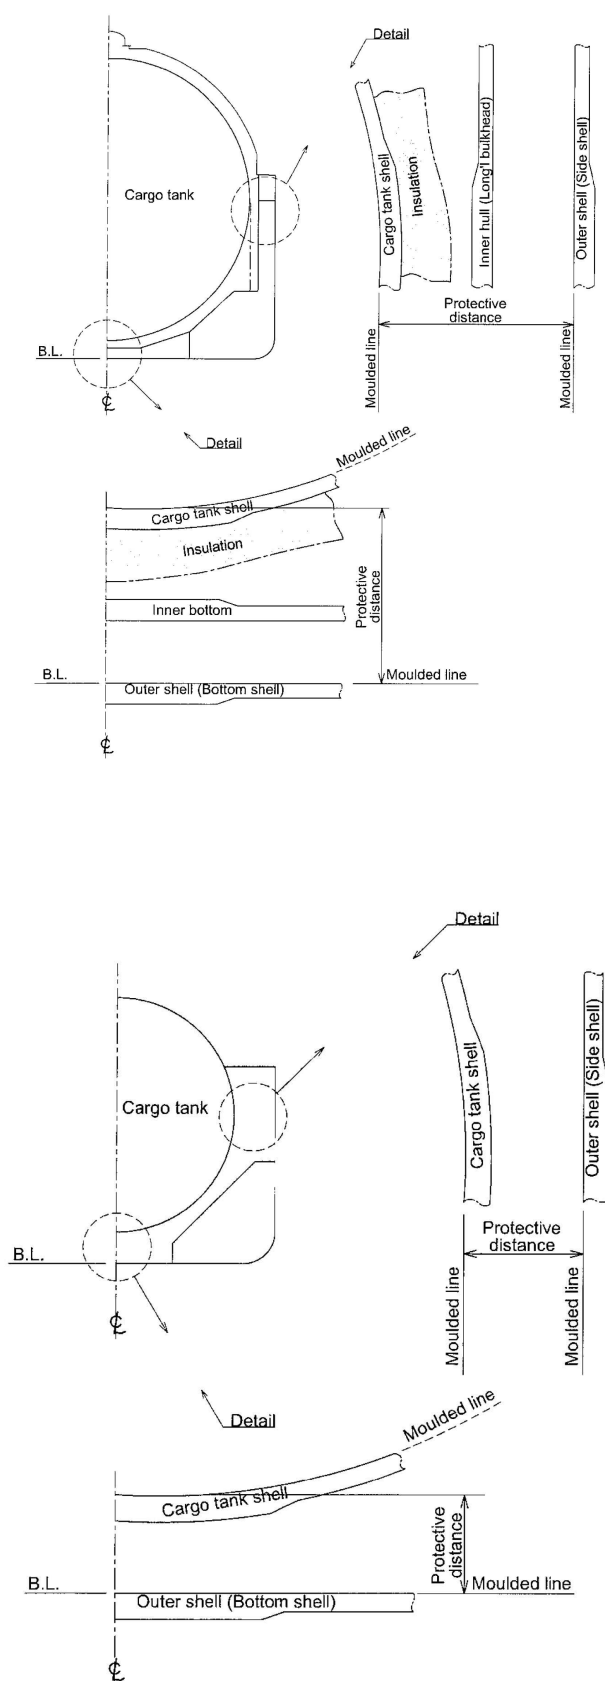 Detail
Cargo tank
Cargo tank shell
Insulation
Inner hull (Long'l bulkhead)
Outer shell (Side shell)
Protective
distance
Moulded line
Moulded line
B.L.
℄
Detail
Moulded line
Cargo tank shell
Insulation
Protective
distance
Inner bottom
B.L.
Moulded line
Outer shell (Bottom shell)
℄
Detail
Cargo tank
Cargo tank shell
Outer shell (Side shell)
Protective
distance
B.L.
Moulded line
Moulded line
℄
Detail
Moulded line
Cargo tank shell
Protective
distance
B.L.
Moulded line
Outer shell (Bottom shell)
℄